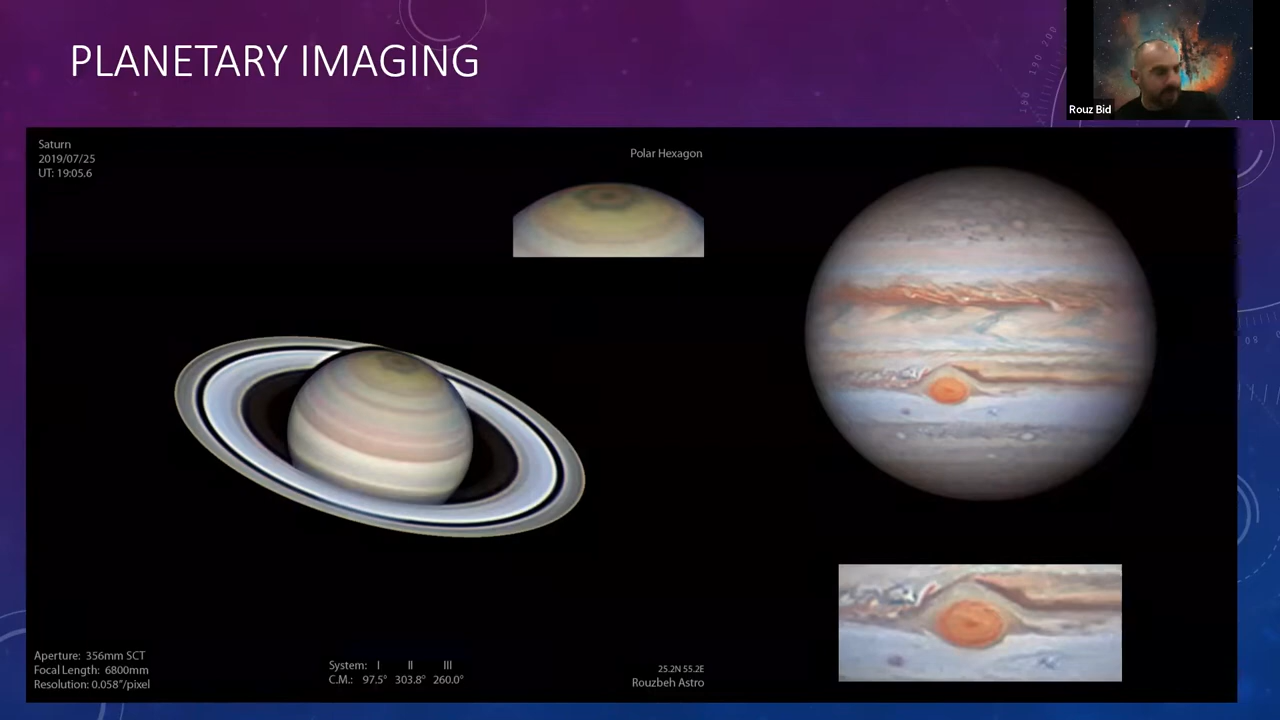 PLANETARY IMAGING
Rouz Bid
Saturn
2019/07/25
UT: 19:05.6
Polar Hexagon
Aperture: 356mm SCT
Focal Length: 6800mm
Resolution: 0.058"/pixel
System: I II III
C.M.: 97.5° 303.8° 260.0°
25.2N 55.2E
Rouzbeh Astro